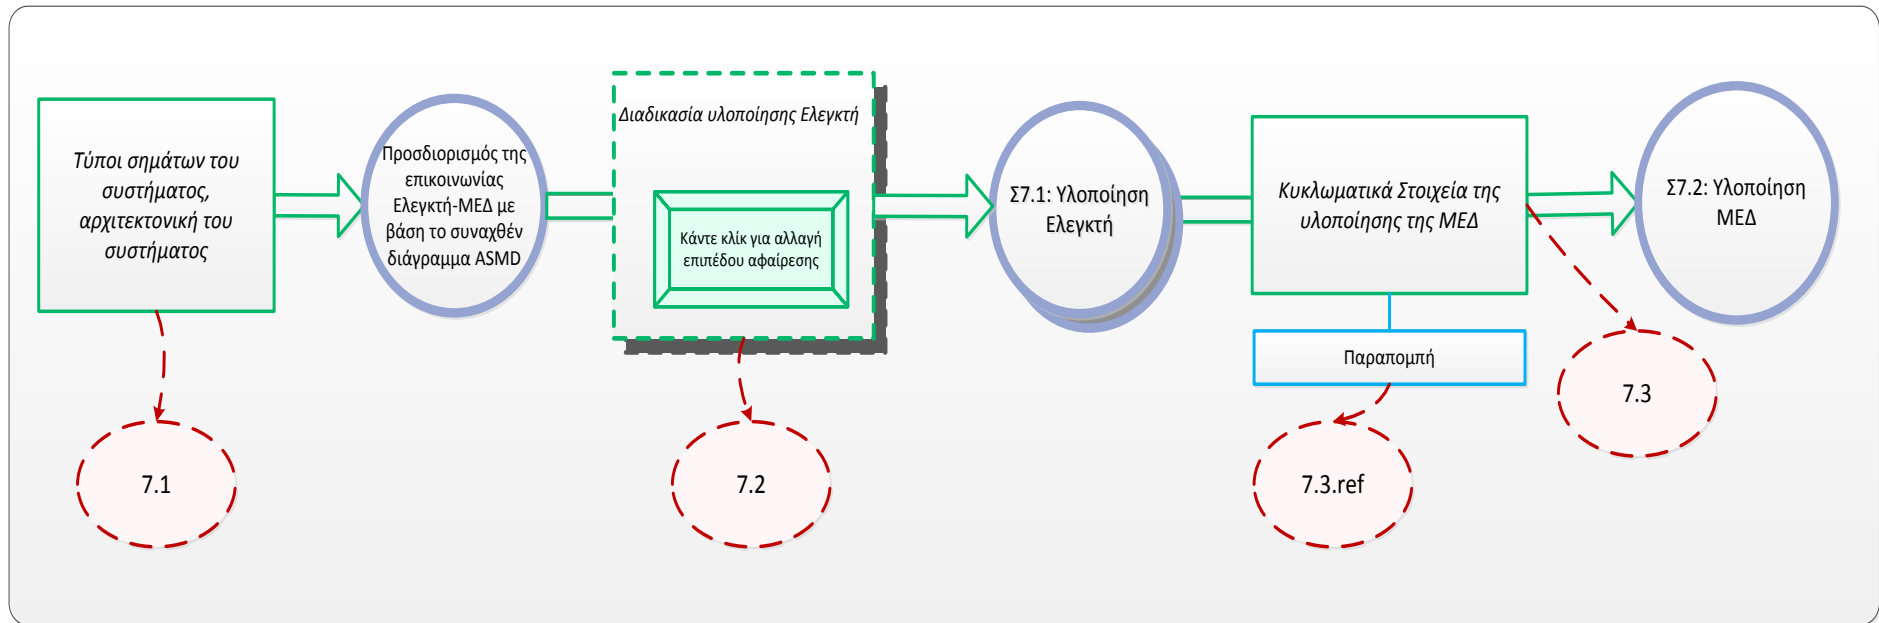 Τύποι σημάτων του
συστήματος,
αρχιτεκτονική του
συστήματος
Προσδιορισμός της
επικοινωνίας
Ελεγκτή-ΜΕΔ με
βάση το συναχθέν
διάγραμμα ASMD
Διαδικασία υλοποίησης Ελεγκτή
Κάντε κλίκ για αλλαγή
επιπέδου αφαίρεσης
Σ7.1: Υλοποίηση
Ελεγκτή
Κυκλωματικά Στοιχεία της
υλοποίησης της ΜΕΔ
Σ7.2: Υλοποίηση
ΜΕΔ
Παραπομπή
7.1
7.2
7.3.ref
7.3